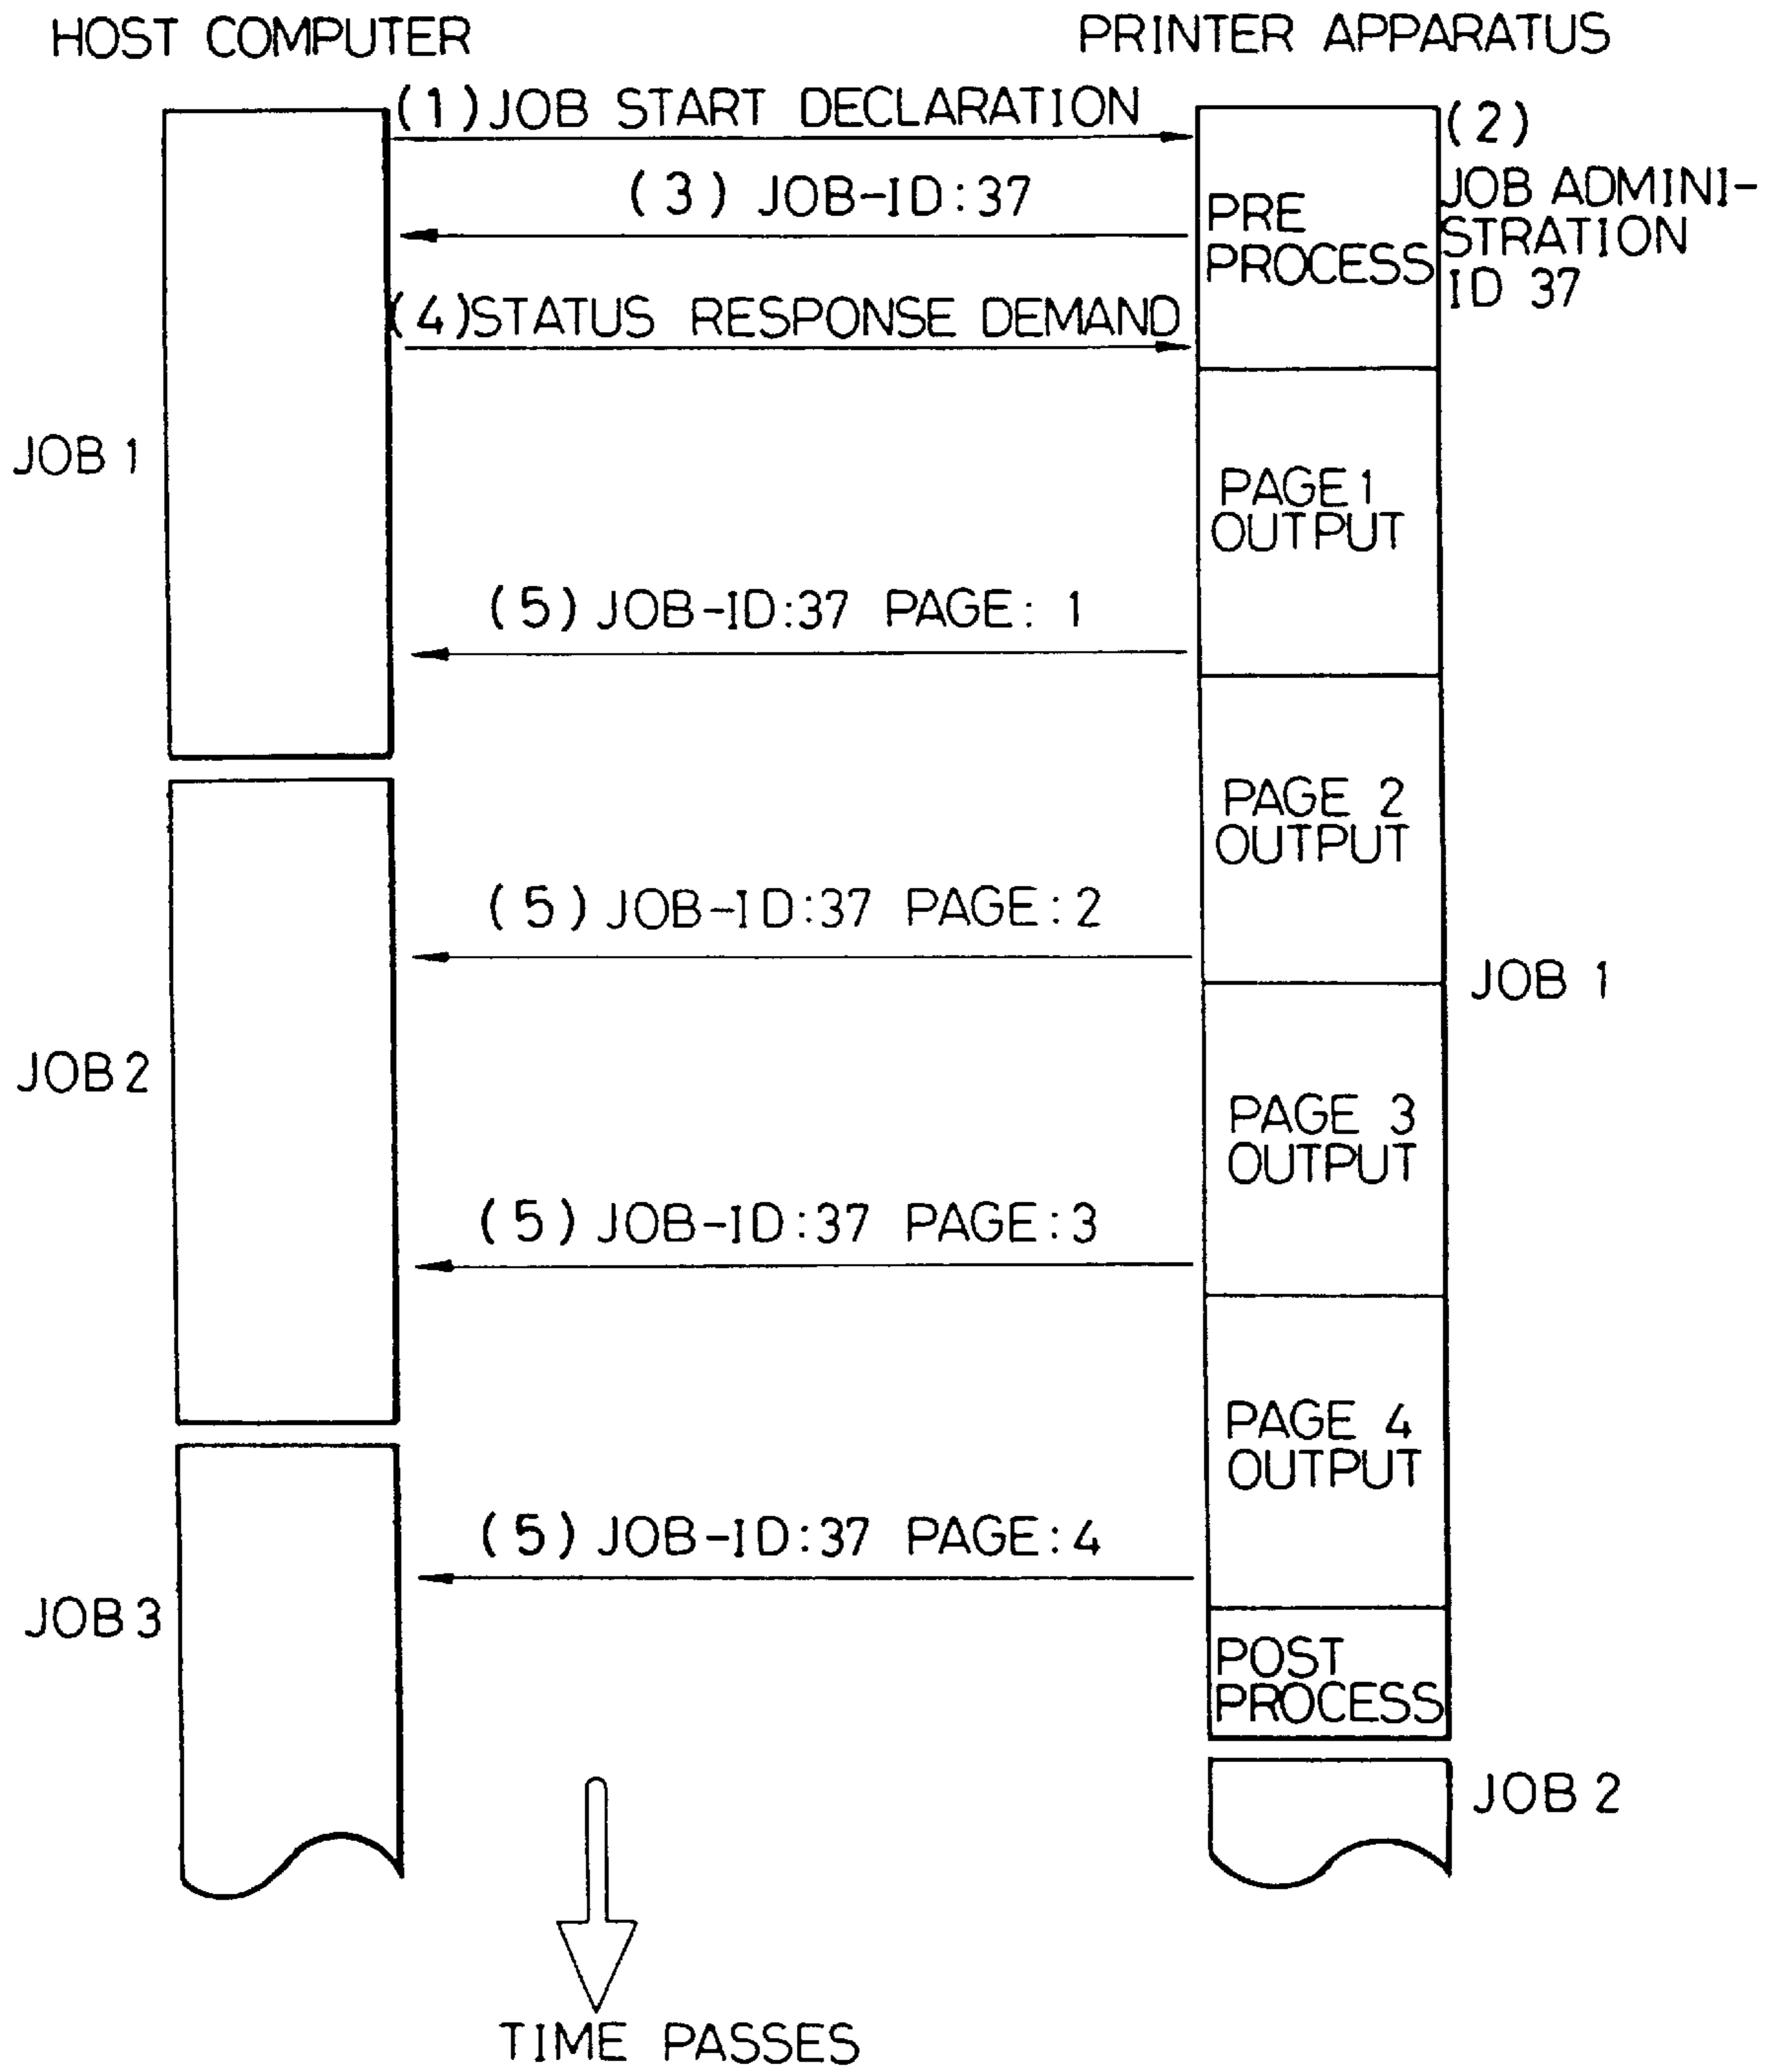 HOST COMPUTER
PRINTER APPARATUS
(1) JOB START DECLARATION
(2)
JOB ADMINI-
STRATION
ID 37
(3) JOB-ID:37
PRE
PROCESS
(4) STATUS RESPONSE DEMAND
JOB 1
PAGE 1
OUTPUT
(5) JOB-ID:37 PAGE: 1
PAGE 2
OUTPUT
(5) JOB-ID:37 PAGE:2
JOB 1
JOB 2
PAGE 3
OUTPUT
(5) JOB-ID:37 PAGE:3
PAGE 4
OUTPUT
(5) JOB-ID:37 PAGE:4
JOB 3
POST
PROCESS
JOB 2
TIME PASSES